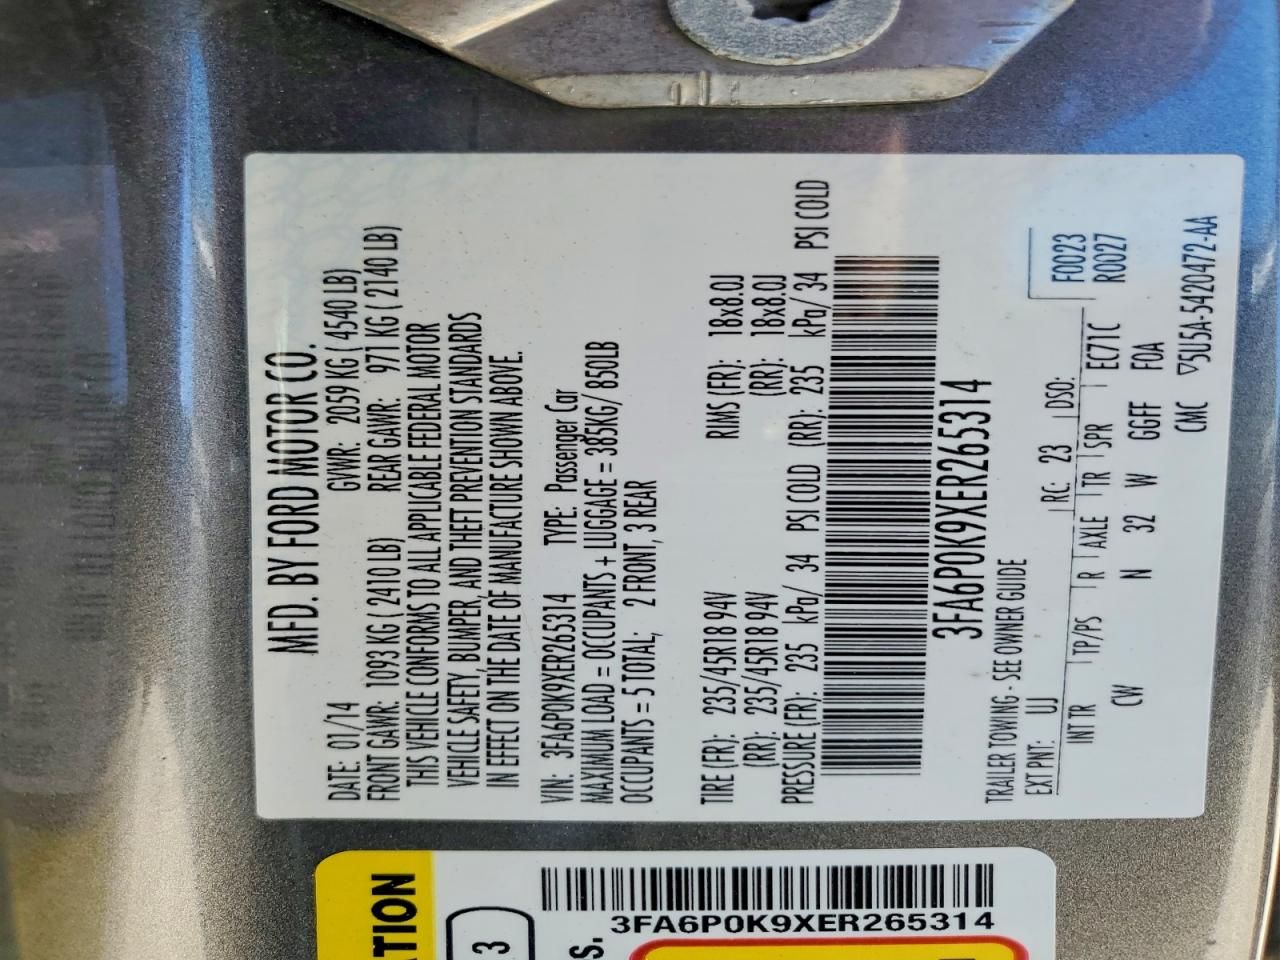 MFD. BY FORD MOTOR CO.
DATE: 01/14 GVWR: 2059 KG ( 4540 LB)
FRONT GAWR: 1093 KG ( 2410 LB) REAR GAWR: 971 KG ( 2140 LB)
THIS VEHICLE CONFORMS TO ALL APPLICABLE FEDERAL MOTOR
VEHICLE SAFETY, BUMPER, AND THEFT PREVENTION STANDARDS
IN EFFECT ON THE DATE OF MANUFACTURE SHOWN ABOVE.
VIN: 3FA6P0K9XER265314 TYPE: Passenger Car
MAXIMUM LOAD = OCCUPANTS + LUGGAGE = 385KG/ 850LB
OCCUPANTS = 5 TOTAL; 2 FRONT, 3 REAR
TIRE (FR): 235/45R18 94V RIMS (FR): 18x8.0J
(RR): 235/45R18 94V (RR): 18x8.0J
PRESSURE (FR): 235 kPa/ 34 PSI COLD (RR): 235 kPa/ 34 PSI COLD
3FA6P0K9XER265314
TRAILER TOWING - SEE OWNER GUIDE
F0023
EXT PNT: UJ RC: 23 DSO: R0027
INT TR TP/PS R AXLE TR SPR EC71C
CW N 32 W GGFF F0A
CMC ▽5U5A-5420472-AA
ATION
3
s.
3FA6P0K9XER265314